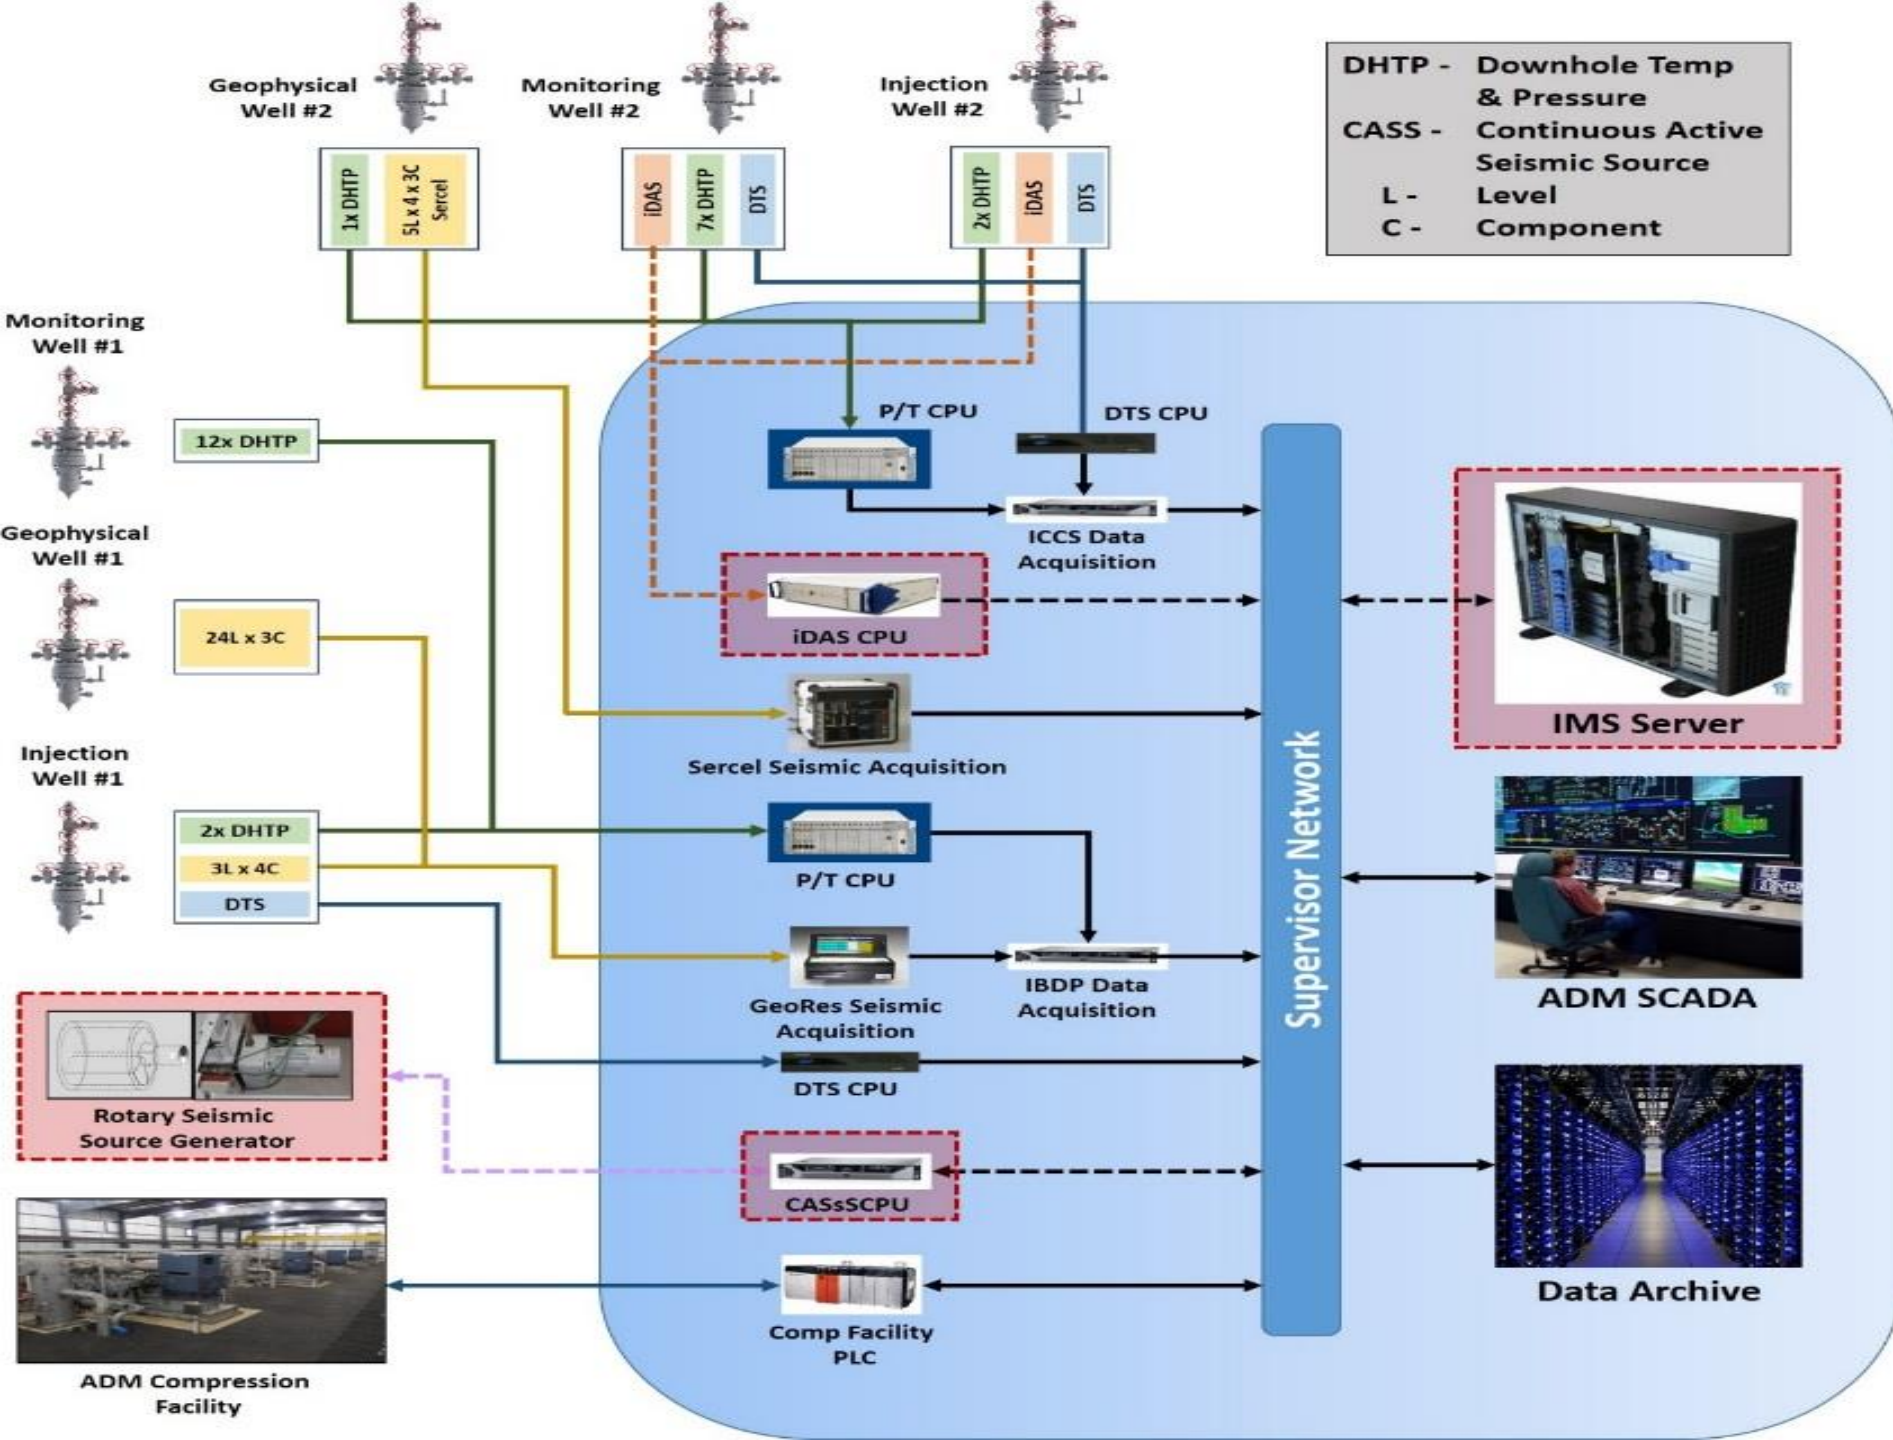 Geophysical
Well #2
Monitoring
Well #2
Injection
Well #2
DHTP - Downhole Temp
& Pressure
CASS - Continuous Active
Seismic Source
L - Level
C - Component
1x DHTP
5L x 4 x 3C
Sercel
iDAS
7x DHTP
DTS
2x DHTP
iDAS
DTS
Monitoring
Well #1
12x DHTP
Geophysical
Well #1
24L x 3C
Injection
Well #1
2x DHTP
3L x 4C
DTS
P/T CPU
DTS CPU
ICCS Data
Acquisition
iDAS CPU
Sercel Seismic Acquisition
P/T CPU
GeoRes Seismic
Acquisition
IBDP Data
Acquisition
DTS CPU
Rotary Seismic
Source Generator
CASsSCPU
Comp Facility
PLC
ADM Compression
Facility
Supervisor Network
IMS Server
ADM SCADA
Data Archive